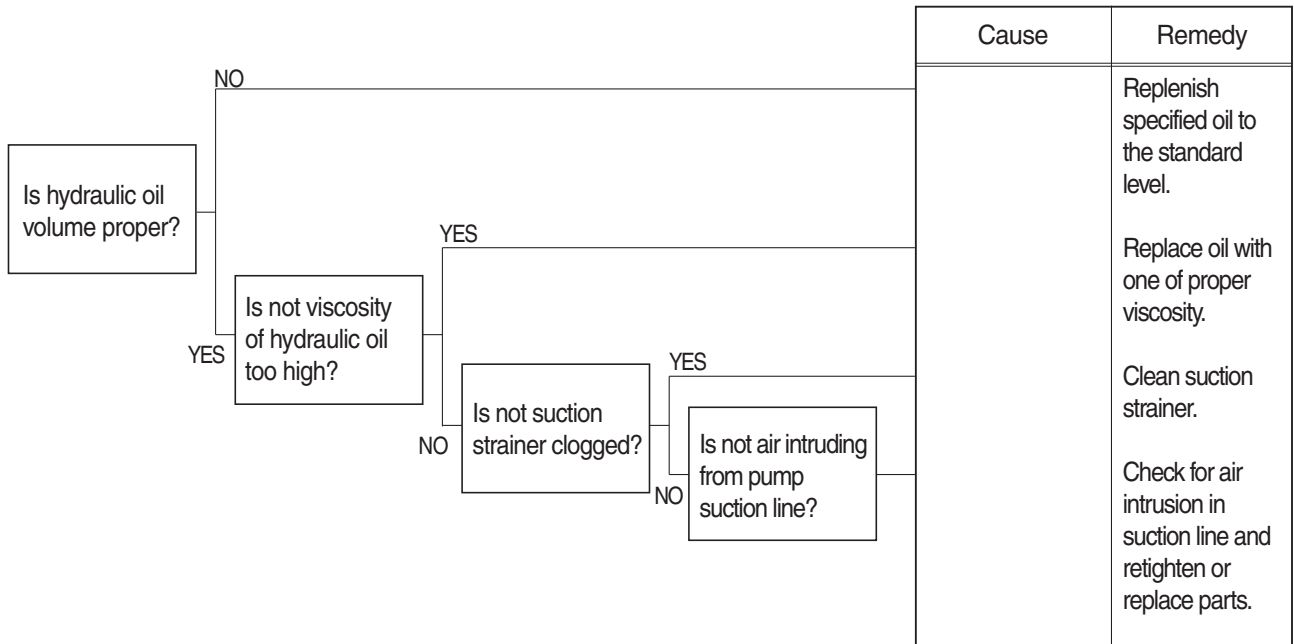 Cause
Remedy
NO
Replenish
specified oil to
the standard
level.
Is hydraulic oil
volume proper?
YES
Replace oil with
one of proper
viscosity.
YES
Is not viscosity
of hydraulic oil
too high?
YES
Clean suction
strainer.
NO
Is not suction
strainer clogged?
NO
Is not air intruding
from pump
suction line?
Check for air
intrusion in
suction line and
retighten or
replace parts.